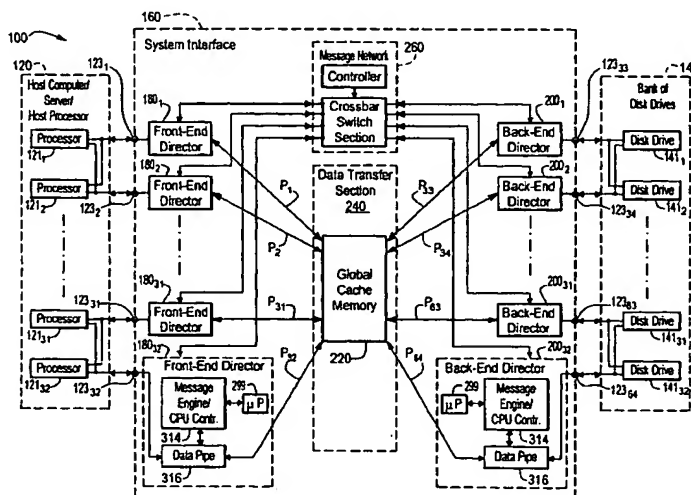 100
120
160
System Interface
260
Message Network
Controller
Crossbar
Switch
Section
123₁
180₁
Front-End
Director
200₁
Back-End
Director
123₃₃
14
Host Computer/
Server/
Host Processor
Processor
121₁
Bank of
Disk Drives
Disk Drive
141₁
180₂
Front-End
Director
P₁
Data Transfer
Section
240
P₃₃
200₂
Back-End
Director
Processor
121₂
123₂
P₂
P₃₄
123₃₄
Disk Drive
141₂
Global
Cache
Memory
220
123₃₁
180₃₁
Front-End
Director
P₃₁
P₆₃
200₃₁
Back-End
Director
123₆₃
Processor
121₃₁
Disk Drive
141₃₁
180₃₂
P₃₂
P₆₄
200₃₂
Processor
121₃₂
123₃₂
Front-End Director
Message
Engine/
CPU Contr.
314
299
μP
Data Pipe
316
Back-End Director
299
μP
Message
Engine/
CPU Contr.
314
Data Pipe
316
123₆₄
Disk Drive
141₃₂